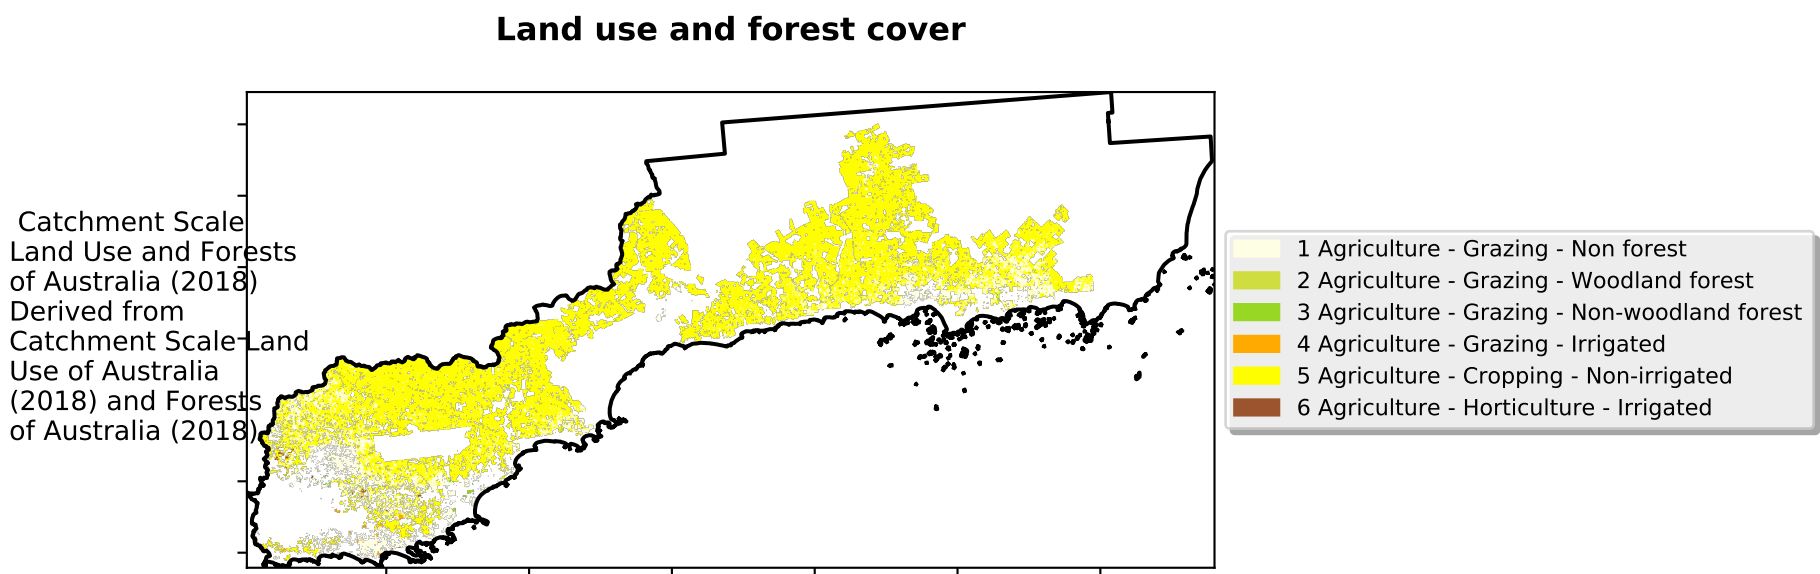 Land use and forest cover
Catchment Scale
Land Use and Forests
of Australia (2018)
Derived from
Catchment Scale Land
Use of Australia
(2018) and Forests
of Australia (2018)
1 Agriculture - Grazing - Non forest
2 Agriculture - Grazing - Woodland forest
3 Agriculture - Grazing - Non-woodland forest
4 Agriculture - Grazing - Irrigated
5 Agriculture - Cropping - Non-irrigated
6 Agriculture - Horticulture - Irrigated